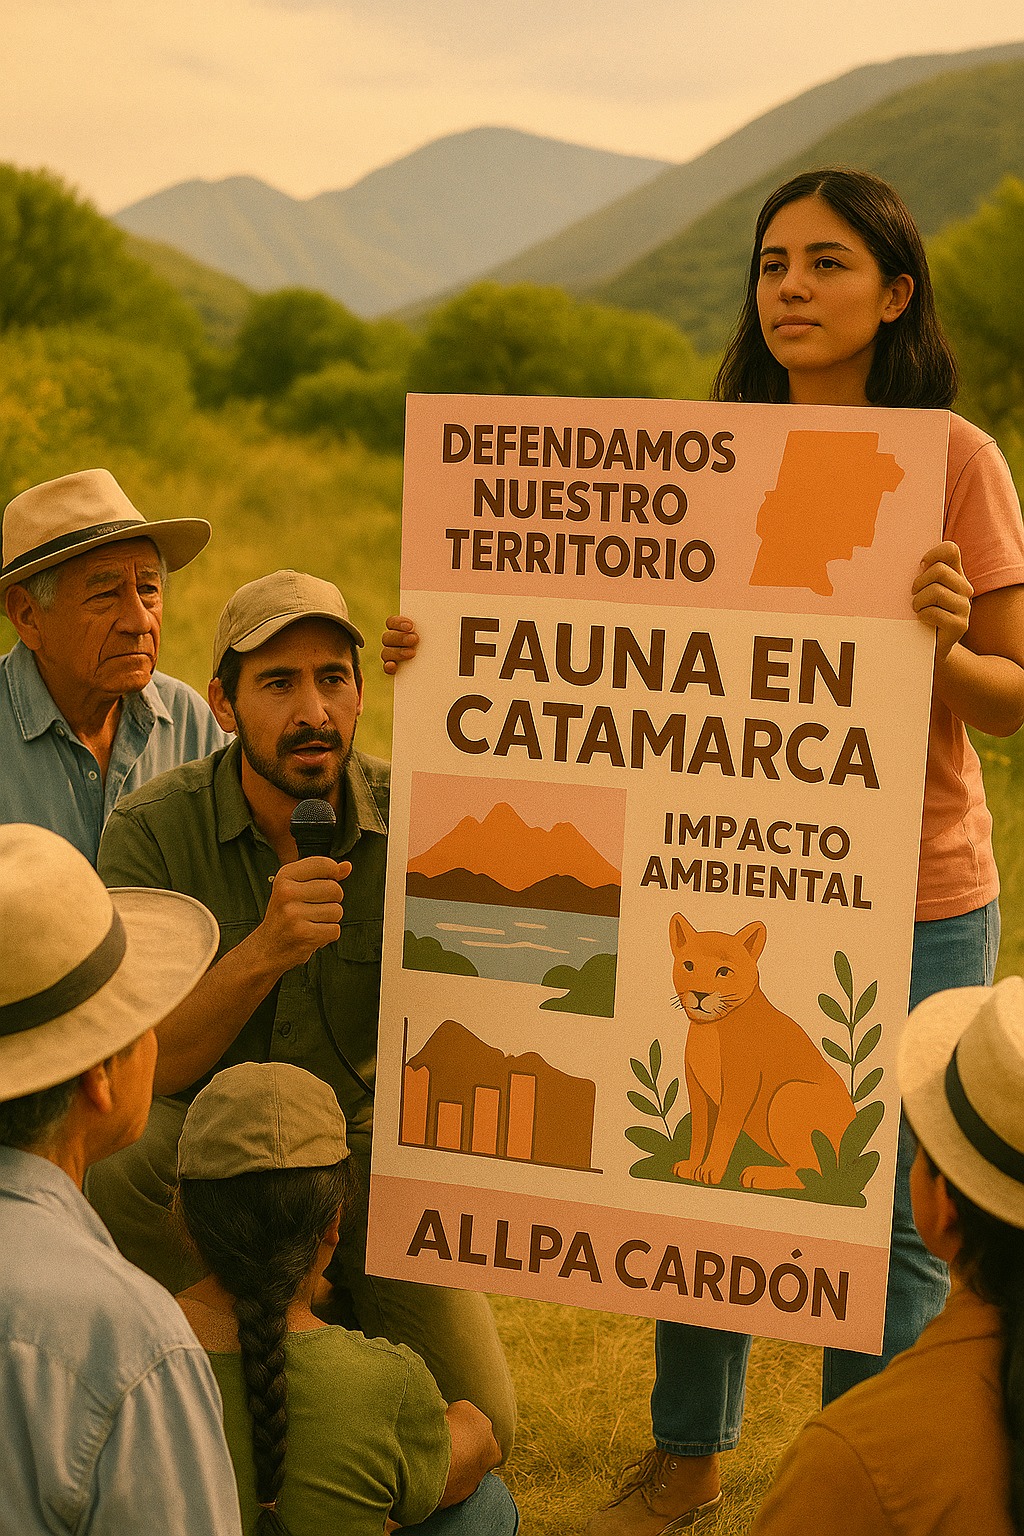 DEFENDAMOS
NUESTRO
TERRITORIO
FAUNA EN
CATAMARCA
IMPACTO
AMBIENTAL
ALLPA CARDÓN